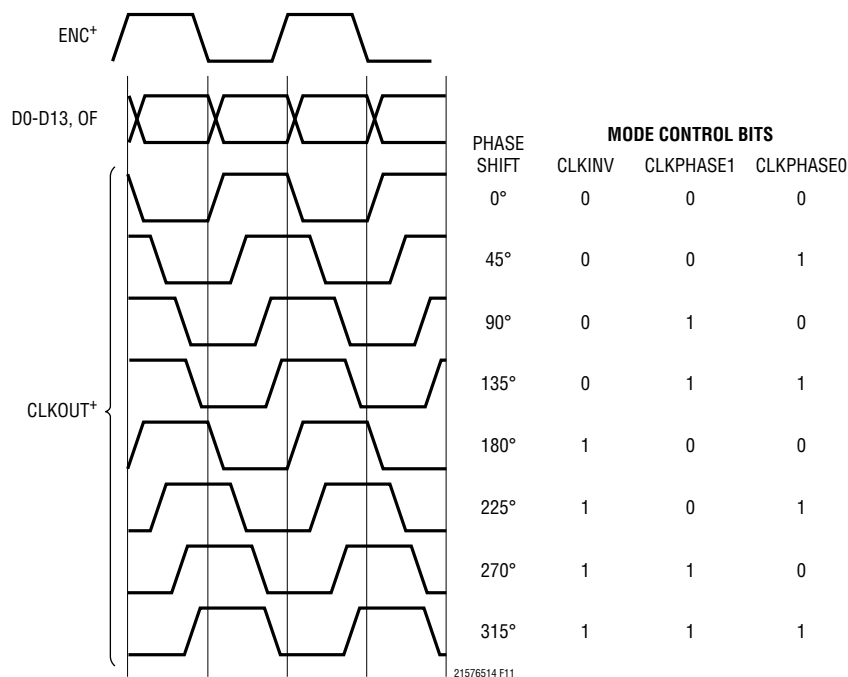 ENC+
D0-D13, OF
CLKOUT+
PHASE SHIFT
MODE CONTROL BITS
CLKINV CLKPHASE1 CLKPHASE0
0° 0 0 0
45° 0 0 1
90° 0 1 0
135° 0 1 1
180° 1 0 0
225° 1 0 1
270° 1 1 0
315° 1 1 1
21576514 F11